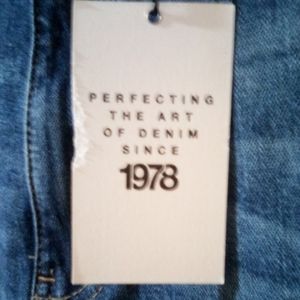 PERFECTING
THE ART
OF DENIM
SINCE
1978